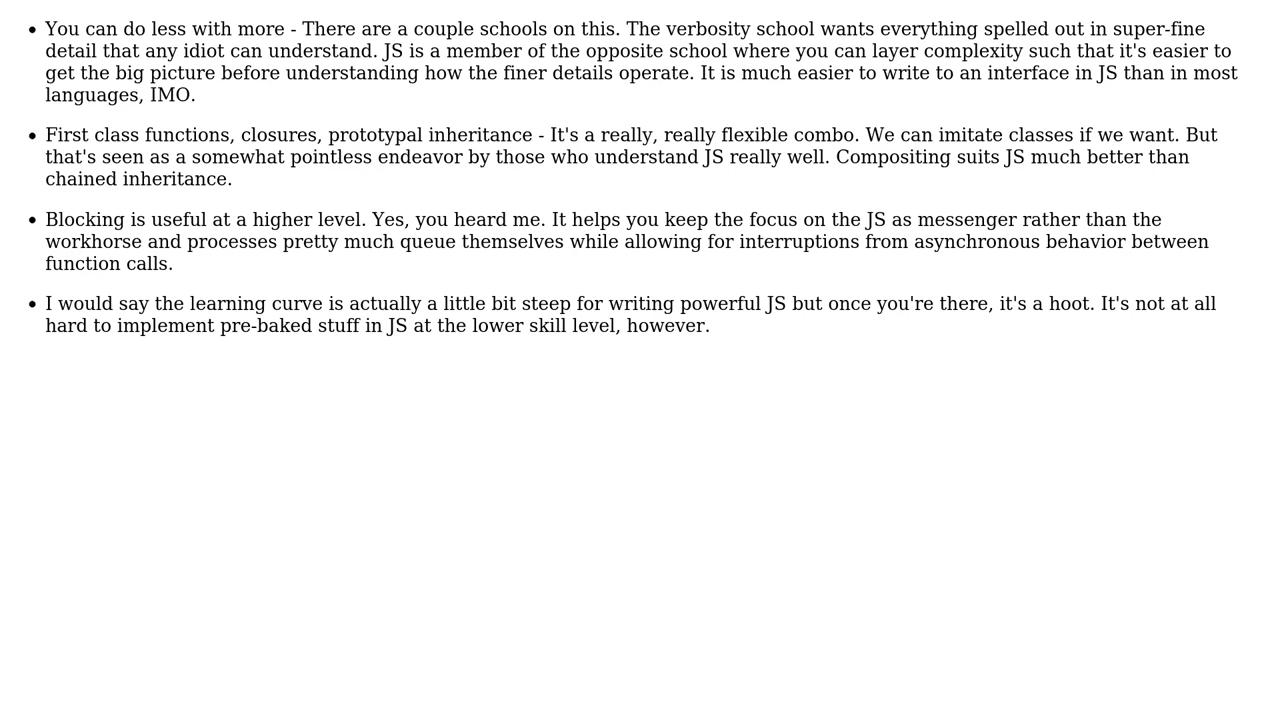 • You can do less with more - There are a couple schools on this. The verbosity school wants everything spelled out in super-fine
detail that any idiot can understand. JS is a member of the opposite school where you can layer complexity such that it's easier to
get the big picture before understanding how the finer details operate. It is much easier to write to an interface in JS than in most
languages, IMO.
• First class functions, closures, prototypal inheritance - It's a really, really flexible combo. We can imitate classes if we want. But
that's seen as a somewhat pointless endeavor by those who understand JS really well. Compositing suits JS much better than
chained inheritance.
• Blocking is useful at a higher level. Yes, you heard me. It helps you keep the focus on the JS as messenger rather than the
workhorse and processes pretty much queue themselves while allowing for interruptions from asynchronous behavior between
function calls.
• I would say the learning curve is actually a little bit steep for writing powerful JS but once you're there, it's a hoot. It's not at all
hard to implement pre-baked stuff in JS at the lower skill level, however.